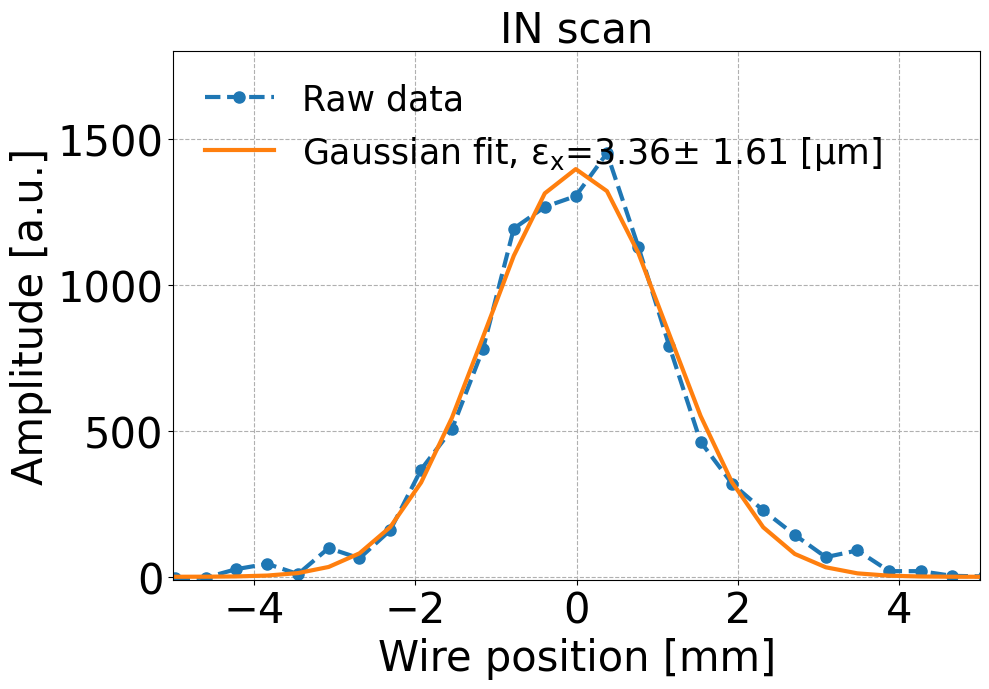 IN scan
Raw data
Gaussian fit, εx=3.36± 1.61 [μm]
1500
1000
500
0
Amplitude [a.u.]
−4 −2 0 2 4
Wire position [mm]